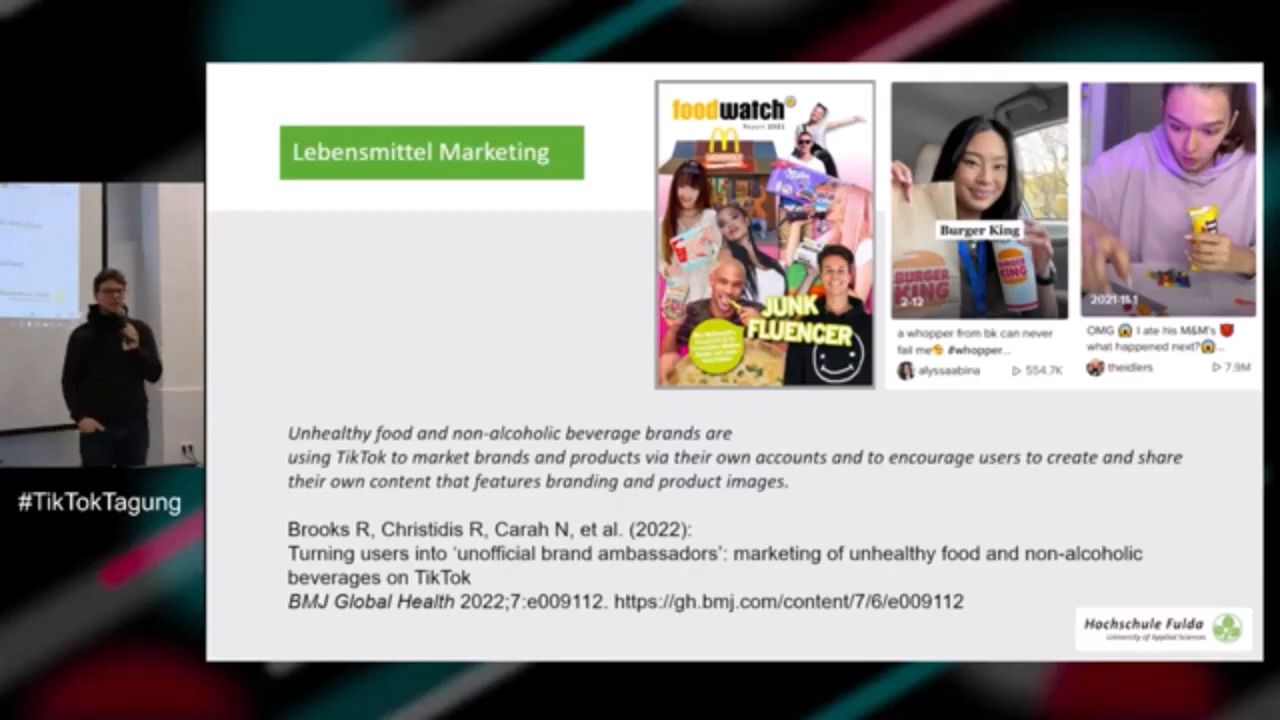 Lebensmittel Marketing
foodwatch
Report 2021
JUNK
FLUENCER
Burger King
BURGER
KING
BURGER
KING
2-12
a whopper from bk can never
fail me #whopper...
alyssaabina 554.7K
2021-11-1
OMG 😱 I ate his M&M's
what happened next?😱...
theidlers 7.9M
#TikTokTagung
Unhealthy food and non-alcoholic beverage brands are
using TikTok to market brands and products via their own accounts and to encourage users to create and share
their own content that features branding and product images.
Brooks R, Christidis R, Carah N, et al. (2022):
Turning users into ‘unofficial brand ambassadors’: marketing of unhealthy food and non-alcoholic
beverages on TikTok
BMJ Global Health 2022;7:e009112. https://gh.bmj.com/content/7/6/e009112
Hochschule Fulda
University of Applied Sciences